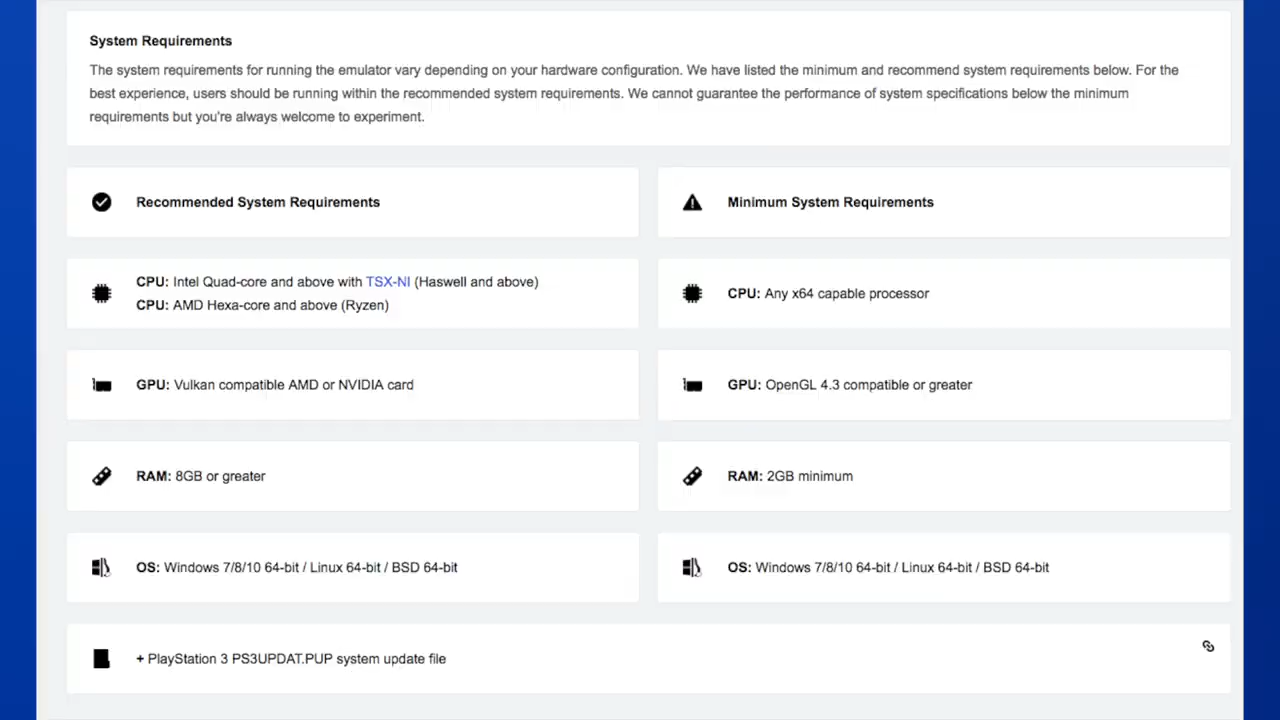 System Requirements
The system requirements for running the emulator vary depending on your hardware configuration. We have listed the minimum and recommend system requirements below. For the
best experience, users should be running within the recommended system requirements. We cannot guarantee the performance of system specifications below the minimum
requirements but you're always welcome to experiment.
Recommended System Requirements
Minimum System Requirements
CPU: Intel Quad-core and above with TSX-NI (Haswell and above)
CPU: AMD Hexa-core and above (Ryzen)
CPU: Any x64 capable processor
GPU: Vulkan compatible AMD or NVIDIA card
GPU: OpenGL 4.3 compatible or greater
RAM: 8GB or greater
RAM: 2GB minimum
OS: Windows 7/8/10 64-bit / Linux 64-bit / BSD 64-bit
OS: Windows 7/8/10 64-bit / Linux 64-bit / BSD 64-bit
+ PlayStation 3 PS3UPDAT.PUP system update file